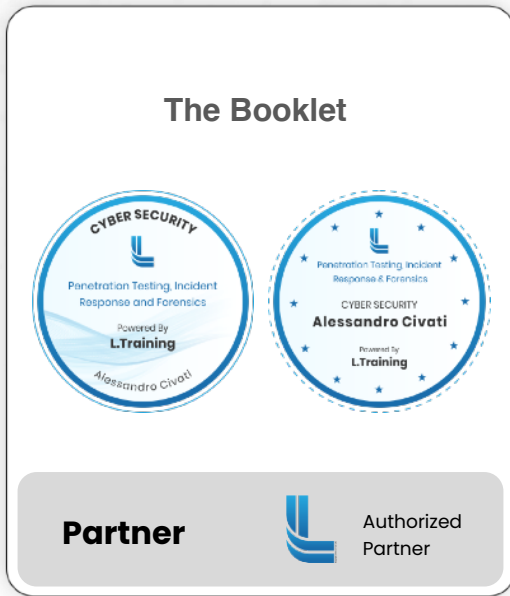 The Booklet
CYBER SECURITY
Penetration Testing, Incident
Response and Forensics
Powered By
L.Training
Alessandro Civati
Penetration Testing, Incident
Response & Forensics
CYBER SECURITY
Alessandro Civati
Powered By
L.Training
Partner
Authorized
Partner